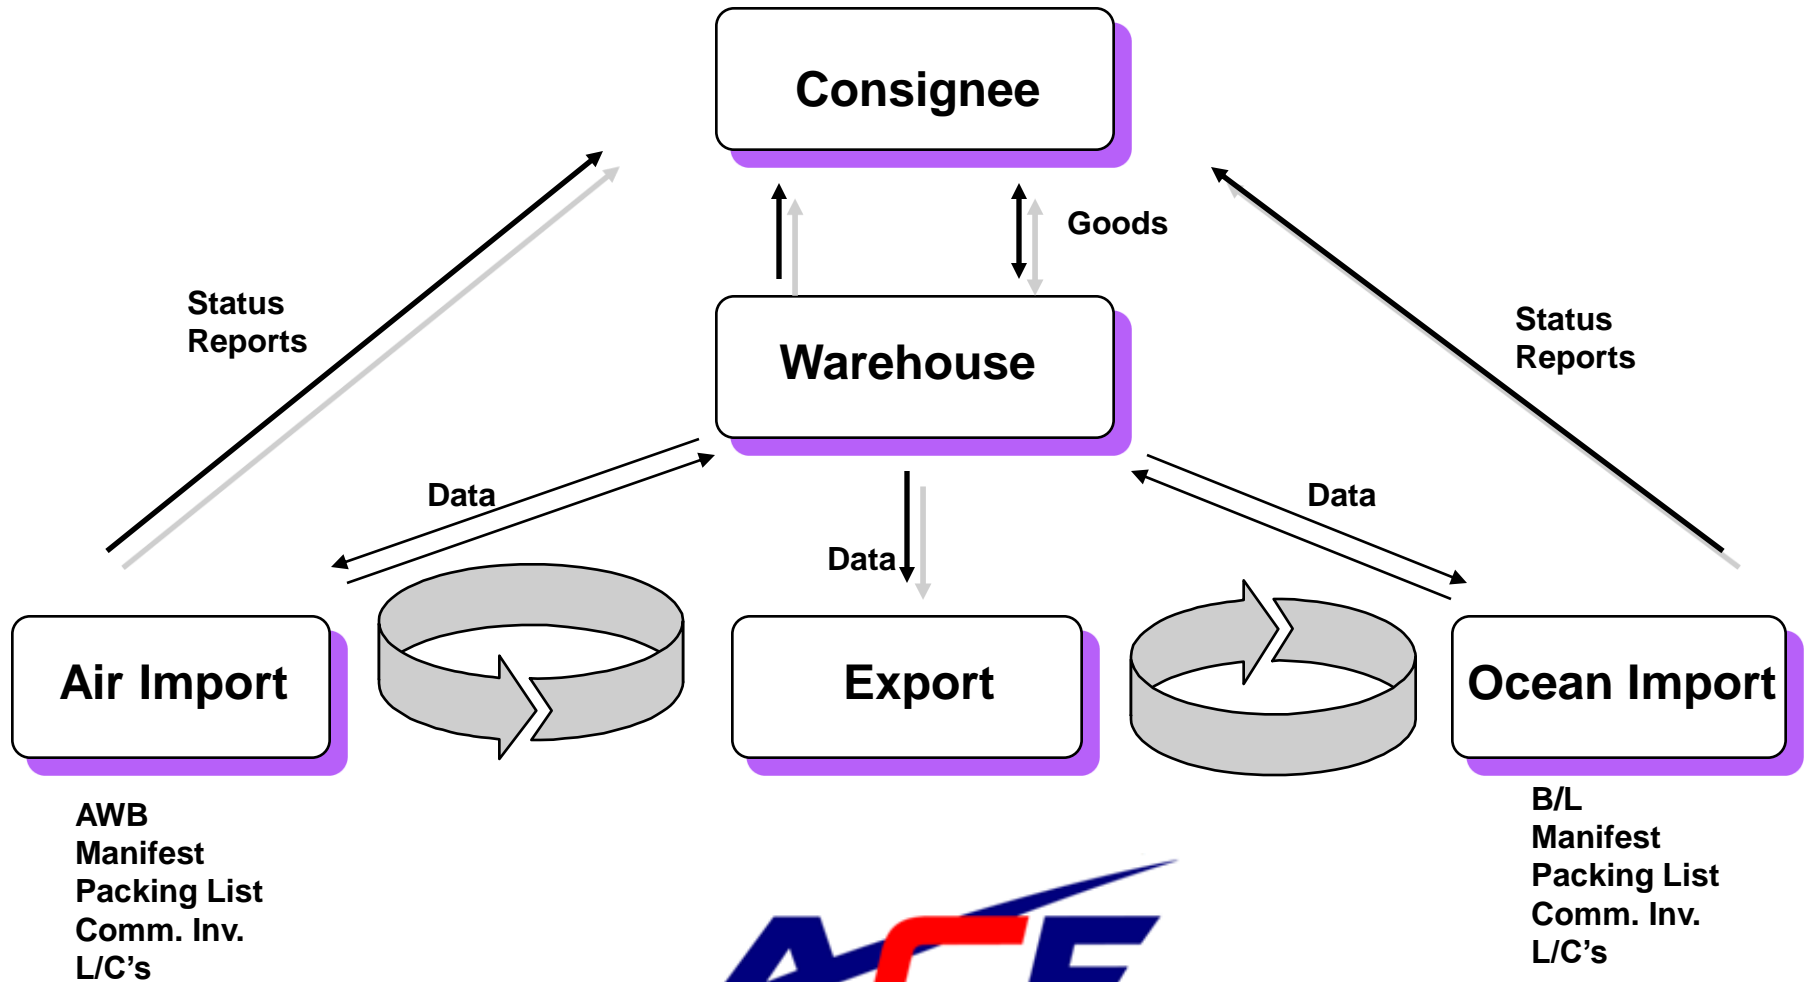 Consignee
Goods
Status
Reports
Status
Reports
Warehouse
Data
Data
Data
Air Import
Export
Ocean Import
AWB
Manifest
Packing List
Comm. Inv.
L/C’s
B/L
Manifest
Packing List
Comm. Inv.
L/C’s